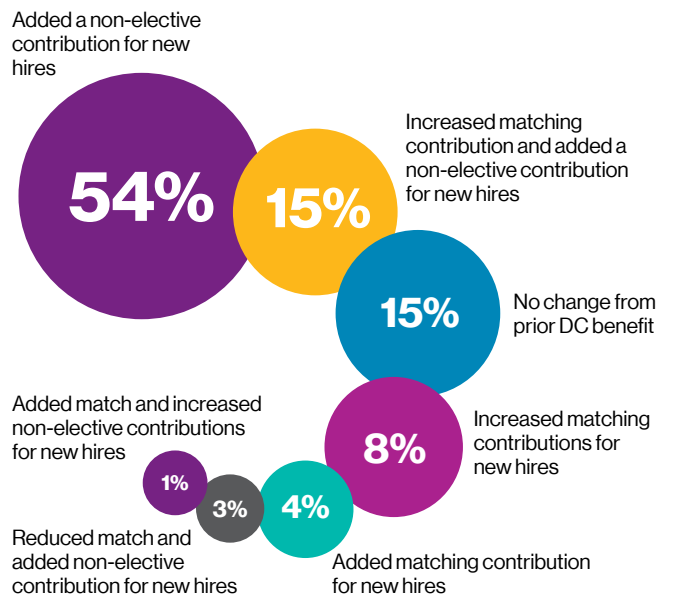 Added a non-elective
contribution for new
hires
54%
15%
Increased matching
contribution and added a
non-elective contribution
for new hires
15%
No change from
prior DC benefit
8%
Increased matching
contributions for
new hires
4%
Added matching contribution
for new hires
3%
Reduced match and
added non-elective
contribution for new hires
1%
Added match and increased
non-elective contributions
for new hires